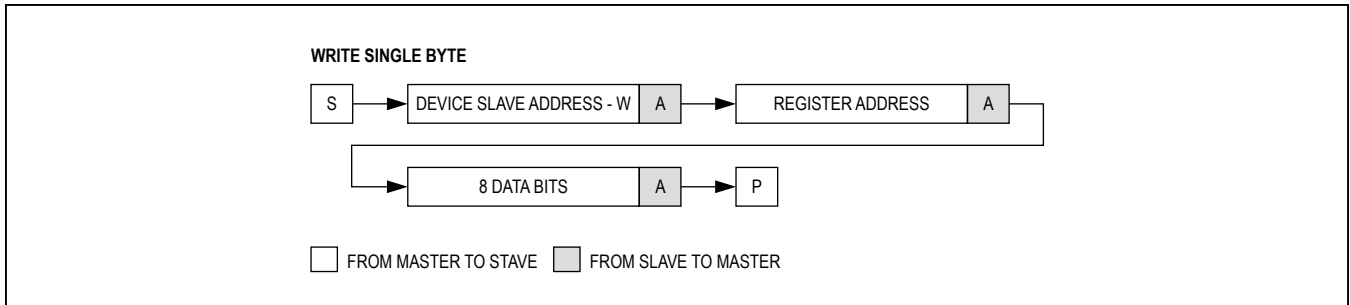 WRITE SINGLE BYTE
S DEVICE SLAVE ADDRESS - W A REGISTER ADDRESS A
8 DATA BITS A P
FROM MASTER TO STAVE FROM SLAVE TO MASTER